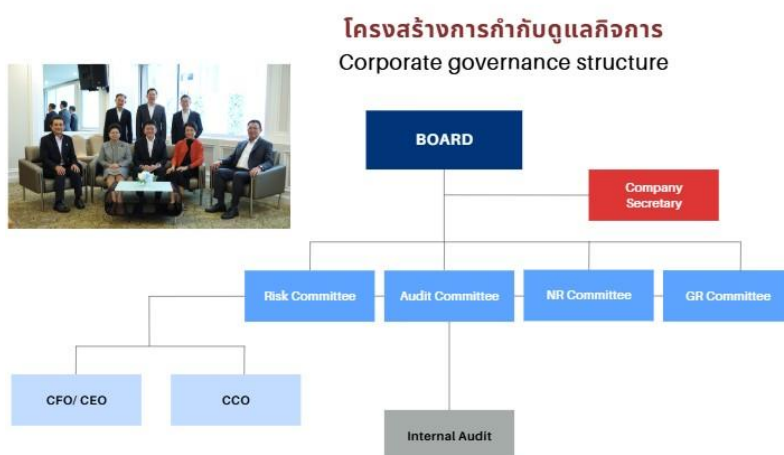 โครงสร้างการกำกับดูแลกิจการ
Corporate governance structure
BOARD
Company
Secretary
Risk Committee
Audit Committee
NR Committee
GR Committee
CFO/ CEO
CCO
Internal Audit